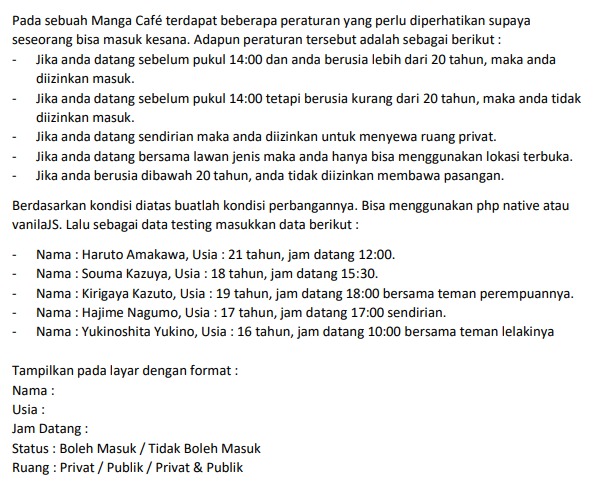 Pada sebuah Manga Café terdapat beberapa peraturan yang perlu diperhatikan supaya
seseorang bisa masuk kesana. Adapun peraturan tersebut adalah sebagai berikut :
- Jika anda datang sebelum pukul 14:00 dan anda berusia lebih dari 20 tahun, maka anda
diizinkan masuk.
- Jika anda datang sebelum pukul 14:00 tetapi berusia kurang dari 20 tahun, maka anda tidak
diizinkan masuk.
- Jika anda datang sendirian maka anda diizinkan untuk menyewa ruang privat.
- Jika anda datang bersama lawan jenis maka anda hanya bisa menggunakan lokasi terbuka.
- Jika anda berusia dibawah 20 tahun, anda tidak diizinkan membawa pasangan.
Berdasarkan kondisi diatas buatlah kondisi perbangannya. Bisa menggunakan php native atau
vanilaJS. Lalu sebagai data testing masukkan data berikut :
- Nama : Haruto Amakawa, Usia : 21 tahun, jam datang 12:00.
- Nama : Souma Kazuya, Usia : 18 tahun, jam datang 15:30.
- Nama : Kirigaya Kazuto, Usia : 19 tahun, jam datang 18:00 bersama teman perempuannya.
- Nama : Hajime Nagumo, Usia : 17 tahun, jam datang 17:00 sendirian.
- Nama : Yukinoshita Yukino, Usia : 16 tahun, jam datang 10:00 bersama teman lelakinya
Tampilkan pada layar dengan format :
Nama :
Usia :
Jam Datang :
Status : Boleh Masuk / Tidak Boleh Masuk
Ruang : Privat / Publik / Privat & Publik